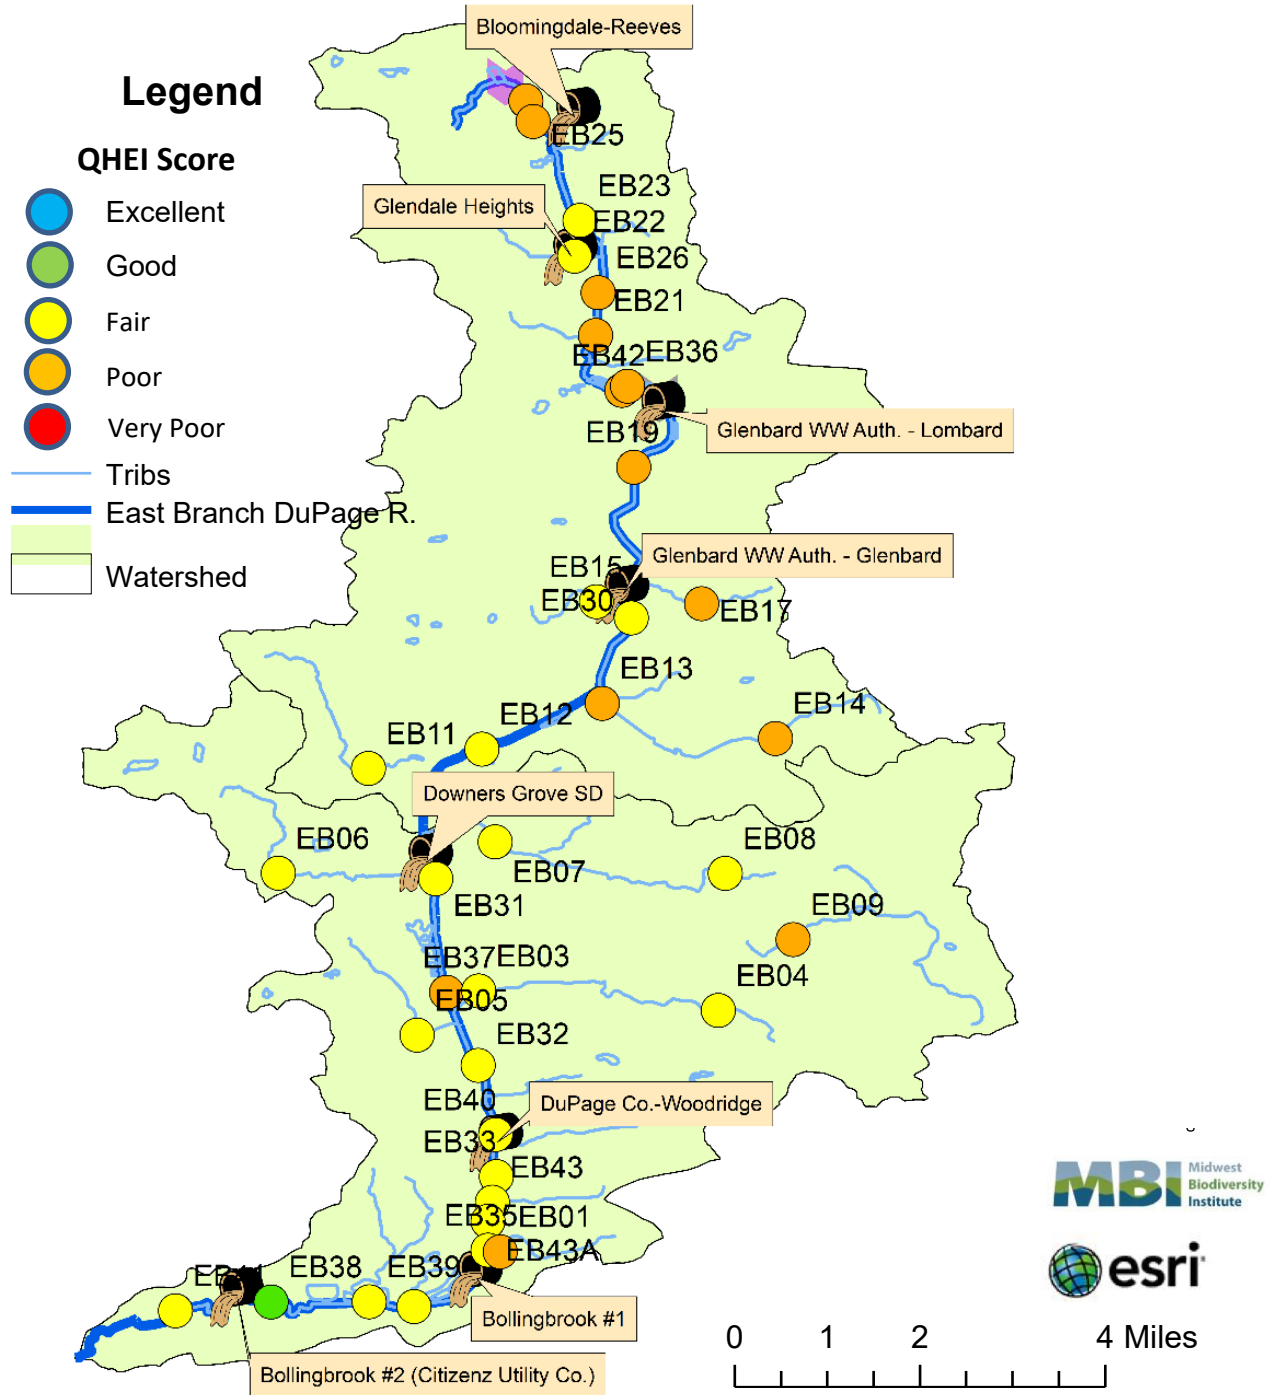 Bloomingdale-Reeves
Legend
QHEI Score
Excellent
Good
Fair
Poor
Very Poor
Tribs
East Branch DuPage R.
Watershed
EB25
EB23
Glendale Heights
EB22
EB26
EB21
EB42
EB36
EB19
Glenbard WW Auth. - Lombard
Glenbard WW Auth. - Glenbard
EB15
EB30
EB17
EB13
EB14
EB12
EB11
Downers Grove SD
EB06
EB07
EB08
EB31
EB09
EB37
EB03
EB04
EB05
EB32
EB40
DuPage Co.-Woodridge
EB33
EB43
EB35
EB01
EB43A
EB38
EB39
EB41
Bollingbrook #1
Bollingbrook #2 (Citizenz Utility Co.)
MBI
Midwest
Biodiversity
Institute
esri
0 1 2 4 Miles